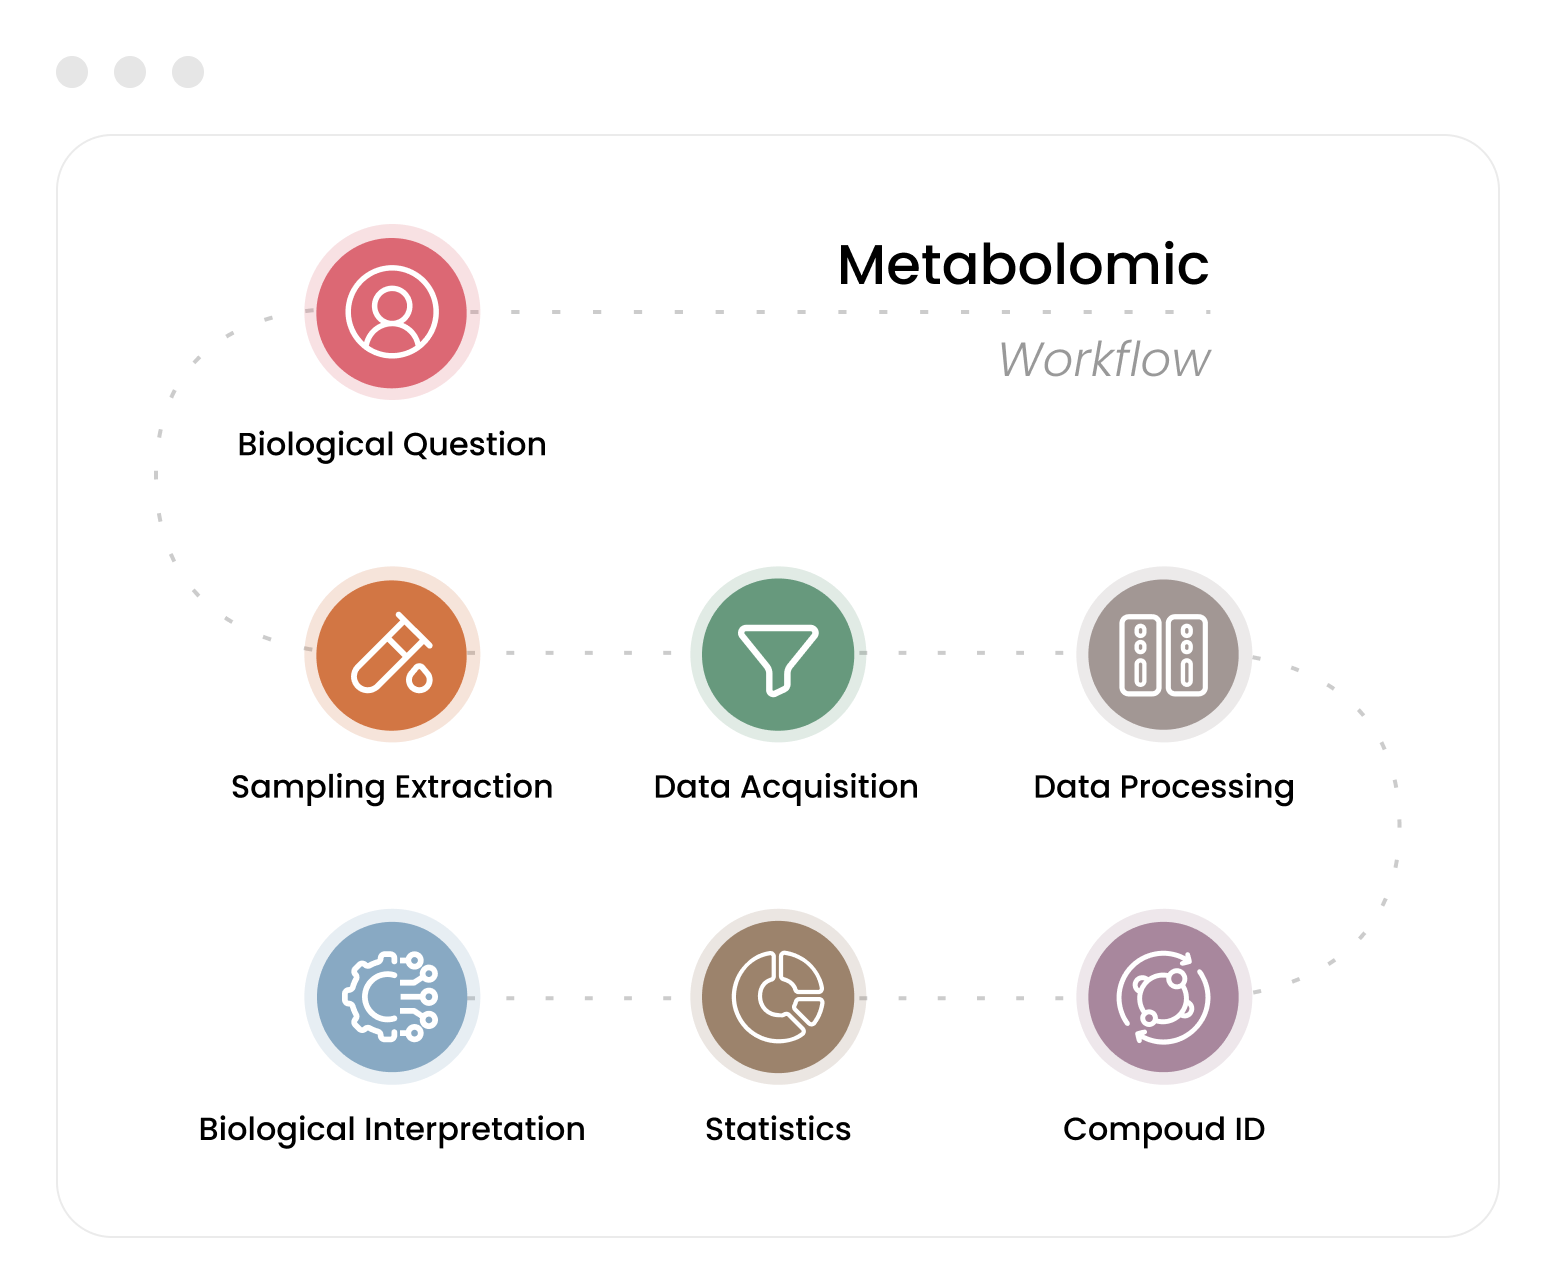 Metabolomic
Workflow
Biological Question
Sampling Extraction
Data Acquisition
Data Processing
Biological Interpretation
Statistics
Compoud ID